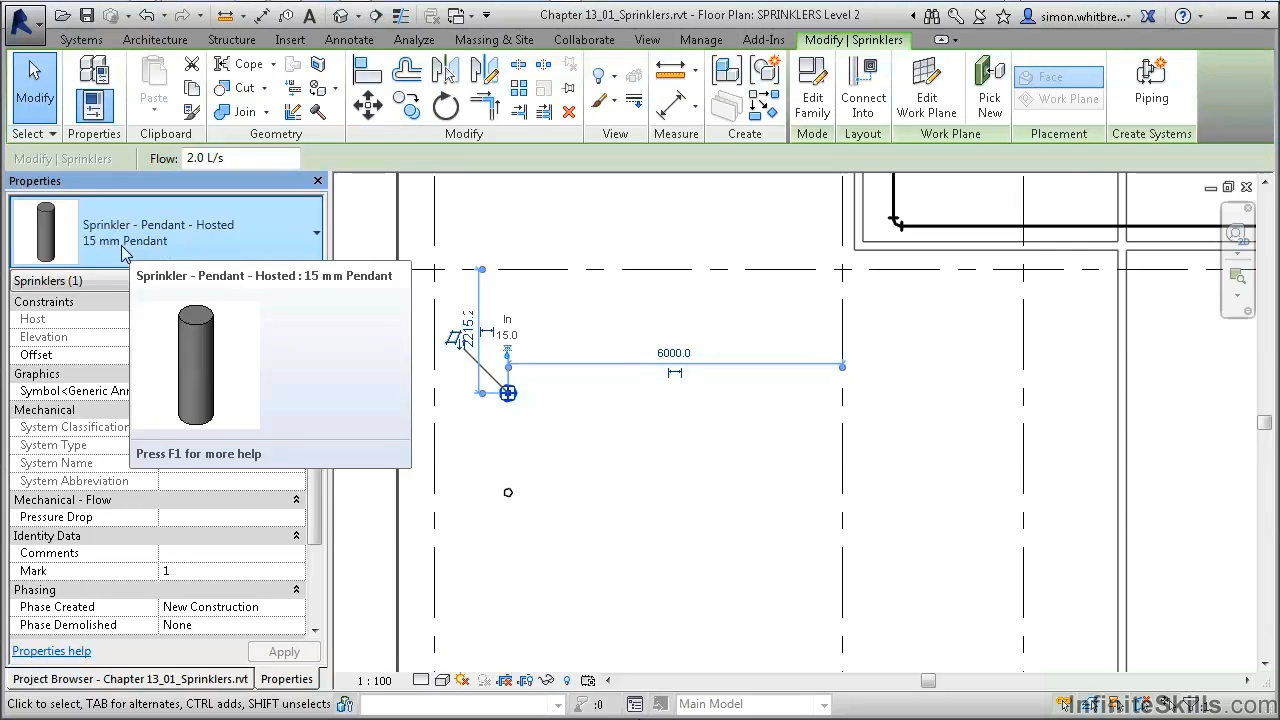 Chapter 13_01_Sprinklers.rvt - Floor Plan: SPRINKLERS Level 2
simon.whitbre...
Systems Architecture Structure Insert Annotate Analyze Massing & Site Collaborate View Manage Add-Ins Modify | Sprinklers
Modify
Paste
Cope
Cut
Join
Edit Family
Connect Into
Edit Work Plane
Pick New
Face
Work Plane
Piping
Select Properties Clipboard Geometry Modify View Measure Create Mode Layout Work Plane Placement Create Systems
Modify | Sprinklers
Flow: 2.0 L/s
Properties
Sprinkler - Pendant - Hosted
15 mm Pendant
Sprinkler - Pendant - Hosted : 15 mm Pendant
Press F1 for more help
Sprinklers (1)
Constraints
Host
Elevation
Offset
Graphics
Symbol<Generic Ann
Mechanical
System Classification
System Type
System Name
System Abbreviation
Mechanical - Flow
Pressure Drop
Identity Data
Comments
Mark 1
Phasing
Phase Created New Construction
Phase Demolished None
Properties help
Apply
Project Browser - Chapter 13_01_Sprinklers.rvt
Properties
In
15.0
2215.2
6000.0
2D
1 : 100
Click to select, TAB for alternates, CTRL adds, SHIFT unselects
:0
Main Model
InfiniteSkills.com